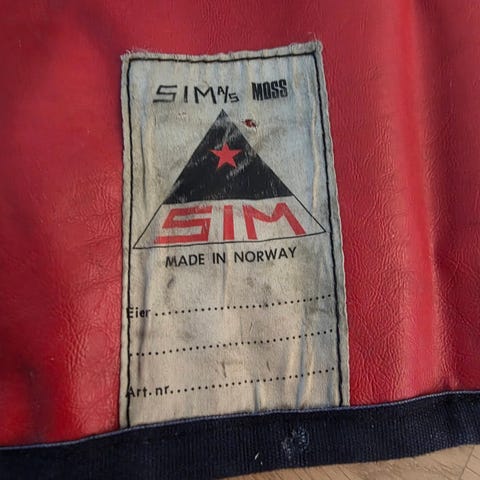 SIM A/S MOSS
SIM
MADE IN NORWAY
Eier......................................
.............................................
Art.nr....................................